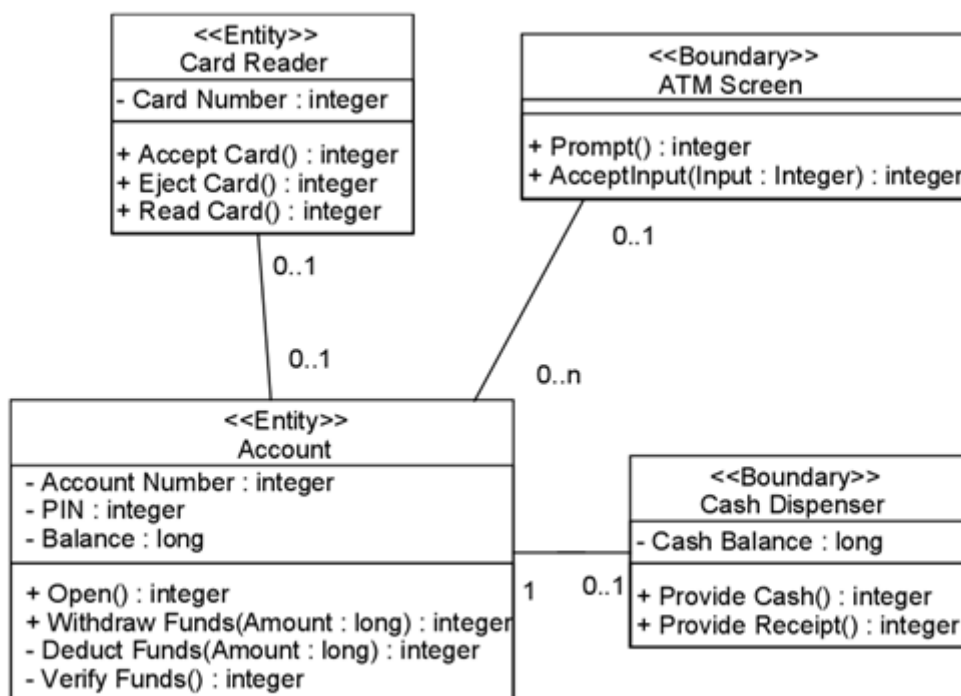 <<Entity>>
Card Reader
- Card Number : integer
+ Accept Card() : integer
+ Eject Card() : integer
+ Read Card() : integer
<<Boundary>>
ATM Screen
+ Prompt() : integer
+ AcceptInput(Input : Integer) : integer
0..1
0..1
0..1
0..n
<<Entity>>
Account
- Account Number : integer
- PIN : integer
- Balance : long
+ Open() : integer
+ Withdraw Funds(Amount : long) : integer
- Deduct Funds(Amount : long) : integer
- Verify Funds() : integer
1
0..1
<<Boundary>>
Cash Dispenser
- Cash Balance : long
+ Provide Cash() : integer
+ Provide Receipt() : integer